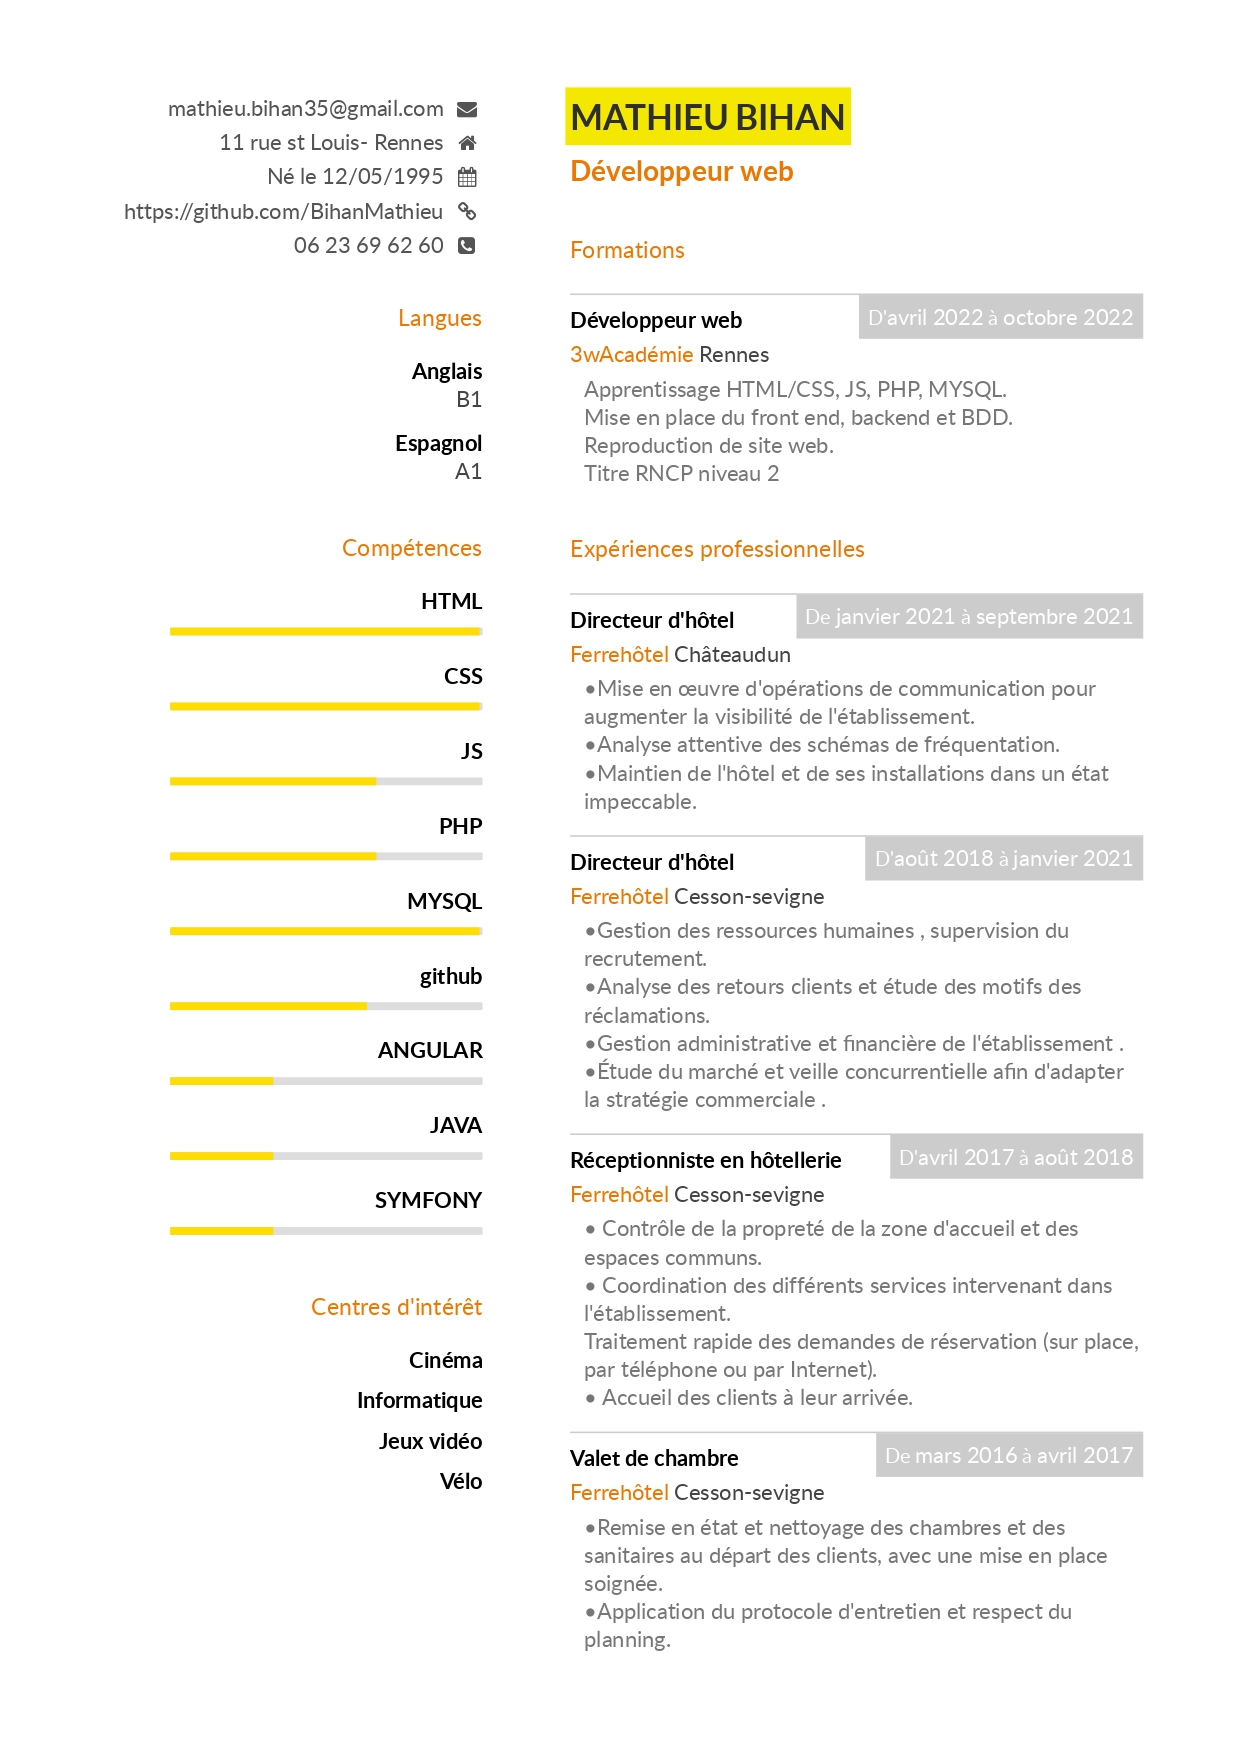 mathieu.bihan35@gmail.com
11 rue st Louis- Rennes
Né le 12/05/1995
https://github.com/BihanMathieu
06 23 69 62 60
Langues
Anglais
B1
Espagnol
A1
Compétences
HTML
CSS
JS
PHP
MYSQL
github
ANGULAR
JAVA
SYMFONY
Centres d'intérêt
Cinéma
Informatique
Jeux vidéo
Vélo
MATHIEU BIHAN
Développeur web
Formations
Développeur web D'avril 2022 à octobre 2022
3wAcadémie Rennes
Apprentissage HTML/CSS, JS, PHP, MYSQL.
Mise en place du front end, backend et BDD.
Reproduction de site web.
Titre RNCP niveau 2
Expériences professionnelles
Directeur d'hôtel De janvier 2021 à septembre 2021
Ferrehôtel Châteaudun
•Mise en œuvre d'opérations de communication pour
augmenter la visibilité de l'établissement.
•Analyse attentive des schémas de fréquentation.
•Maintien de l'hôtel et de ses installations dans un état
impeccable.
Directeur d'hôtel D'août 2018 à janvier 2021
Ferrehôtel Cesson-sevigne
•Gestion des ressources humaines , supervision du
recrutement.
•Analyse des retours clients et étude des motifs des
réclamations.
•Gestion administrative et financière de l'établissement .
•Étude du marché et veille concurrentielle afin d'adapter
la stratégie commerciale .
Réceptionniste en hôtellerie D'avril 2017 à août 2018
Ferrehôtel Cesson-sevigne
• Contrôle de la propreté de la zone d'accueil et des
espaces communs.
• Coordination des différents services intervenant dans
l'établissement.
Traitement rapide des demandes de réservation (sur place,
par téléphone ou par Internet).
• Accueil des clients à leur arrivée.
Valet de chambre De mars 2016 à avril 2017
Ferrehôtel Cesson-sevigne
•Remise en état et nettoyage des chambres et des
sanitaires au départ des clients, avec une mise en place
soignée.
•Application du protocole d'entretien et respect du
planning.